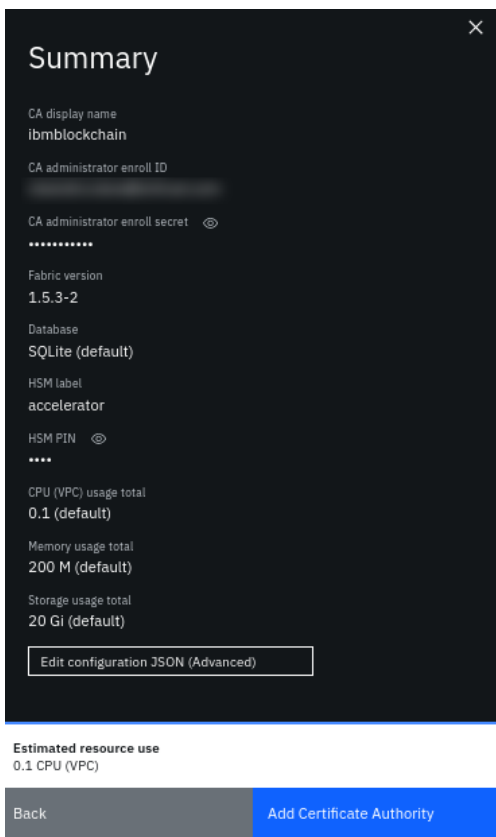 Summary
CA display name
ibmblockchain
CA administrator enroll ID
CA administrator enroll secret
•••••••••••
Fabric version
1.5.3-2
Database
SQLite (default)
HSM label
accelerator
HSM PIN
••••
CPU (VPC) usage total
0.1 (default)
Memory usage total
200 M (default)
Storage usage total
20 Gi (default)
Edit configuration JSON (Advanced)
Estimated resource use
0.1 CPU (VPC)
Back
Add Certificate Authority